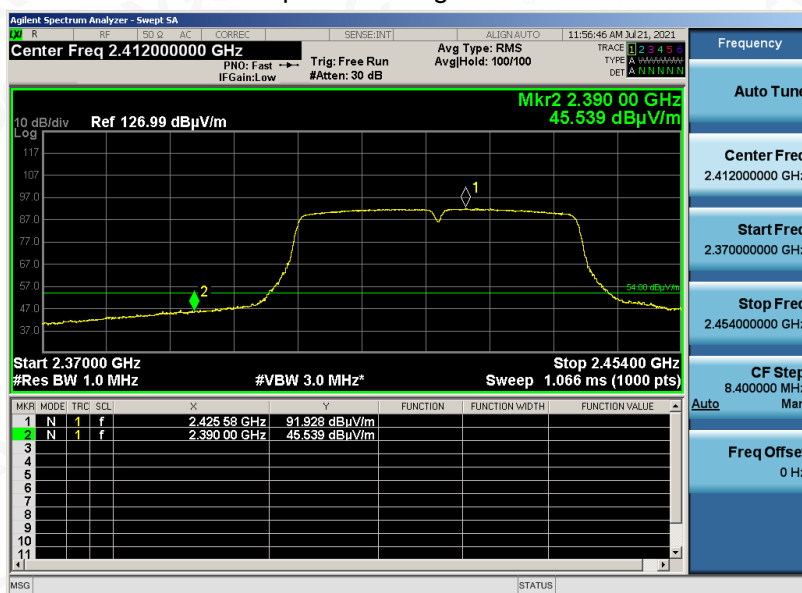 Agilent Spectrum Analyzer - Swept SA
LXI R RF 50 Ω AC CORREC SENSE:INT ALIGN AUTO 11:56:46 AM Jul 21, 2021
Center Freq 2.412000000 GHz
PNO: Fast
IFGain:Low
Trig: Free Run
#Atten: 30 dB
Avg Type: RMS
Avg|Hold: 100/100
TRACE 1 2 3 4 5 6
TYPE A WWWWW
DET A N N N N N
Mkr2 2.390 00 GHz
45.539 dBµV/m
10 dB/div Ref 126.99 dBµV/m
Log
117
107
97.0
87.0
77.0
67.0
57.0
47.0
37.0
1
2
54.00 dBµV/m
Start 2.37000 GHz Stop 2.45400 GHz
#Res BW 1.0 MHz #VBW 3.0 MHz* Sweep 1.066 ms (1000 pts)
MKR MODE TRC SCL X Y FUNCTION FUNCTION WIDTH FUNCTION VALUE
1 N 1 f 2.425 58 GHz 91.928 dBµV/m
2 N 1 f 2.390 00 GHz 45.539 dBµV/m
3
4
5
6
7
8
9
10
11
MSG STATUS
Frequency
Auto Tune
Center Freq
2.412000000 GHz
Start Freq
2.370000000 GHz
Stop Freq
2.454000000 GHz
CF Step
8.400000 MHz
Auto Man
Freq Offset
0 Hz